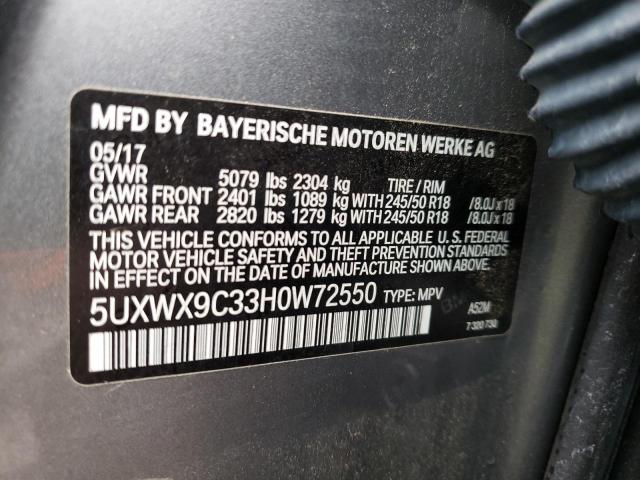 MFD BY BAYERISCHE MOTOREN WERKE AG
05/17
GVWR 5079 lbs 2304 kg TIRE / RIM
GAWR FRONT 2401 lbs 1089 kg WITH 245/50 R18 /8.0J x 18
GAWR REAR 2820 lbs 1279 kg WITH 245/50 R18 /8.0J x 18
THIS VEHICLE CONFORMS TO ALL APPLICABLE U. S. FEDERAL
MOTOR VEHICLE SAFETY AND THEFT PREVENTION STANDARDS
IN EFFECT ON THE DATE OF MANUFACTURE SHOWN ABOVE.
5UXWX9C33H0W72550 TYPE: MPV
A52M
7 320 730